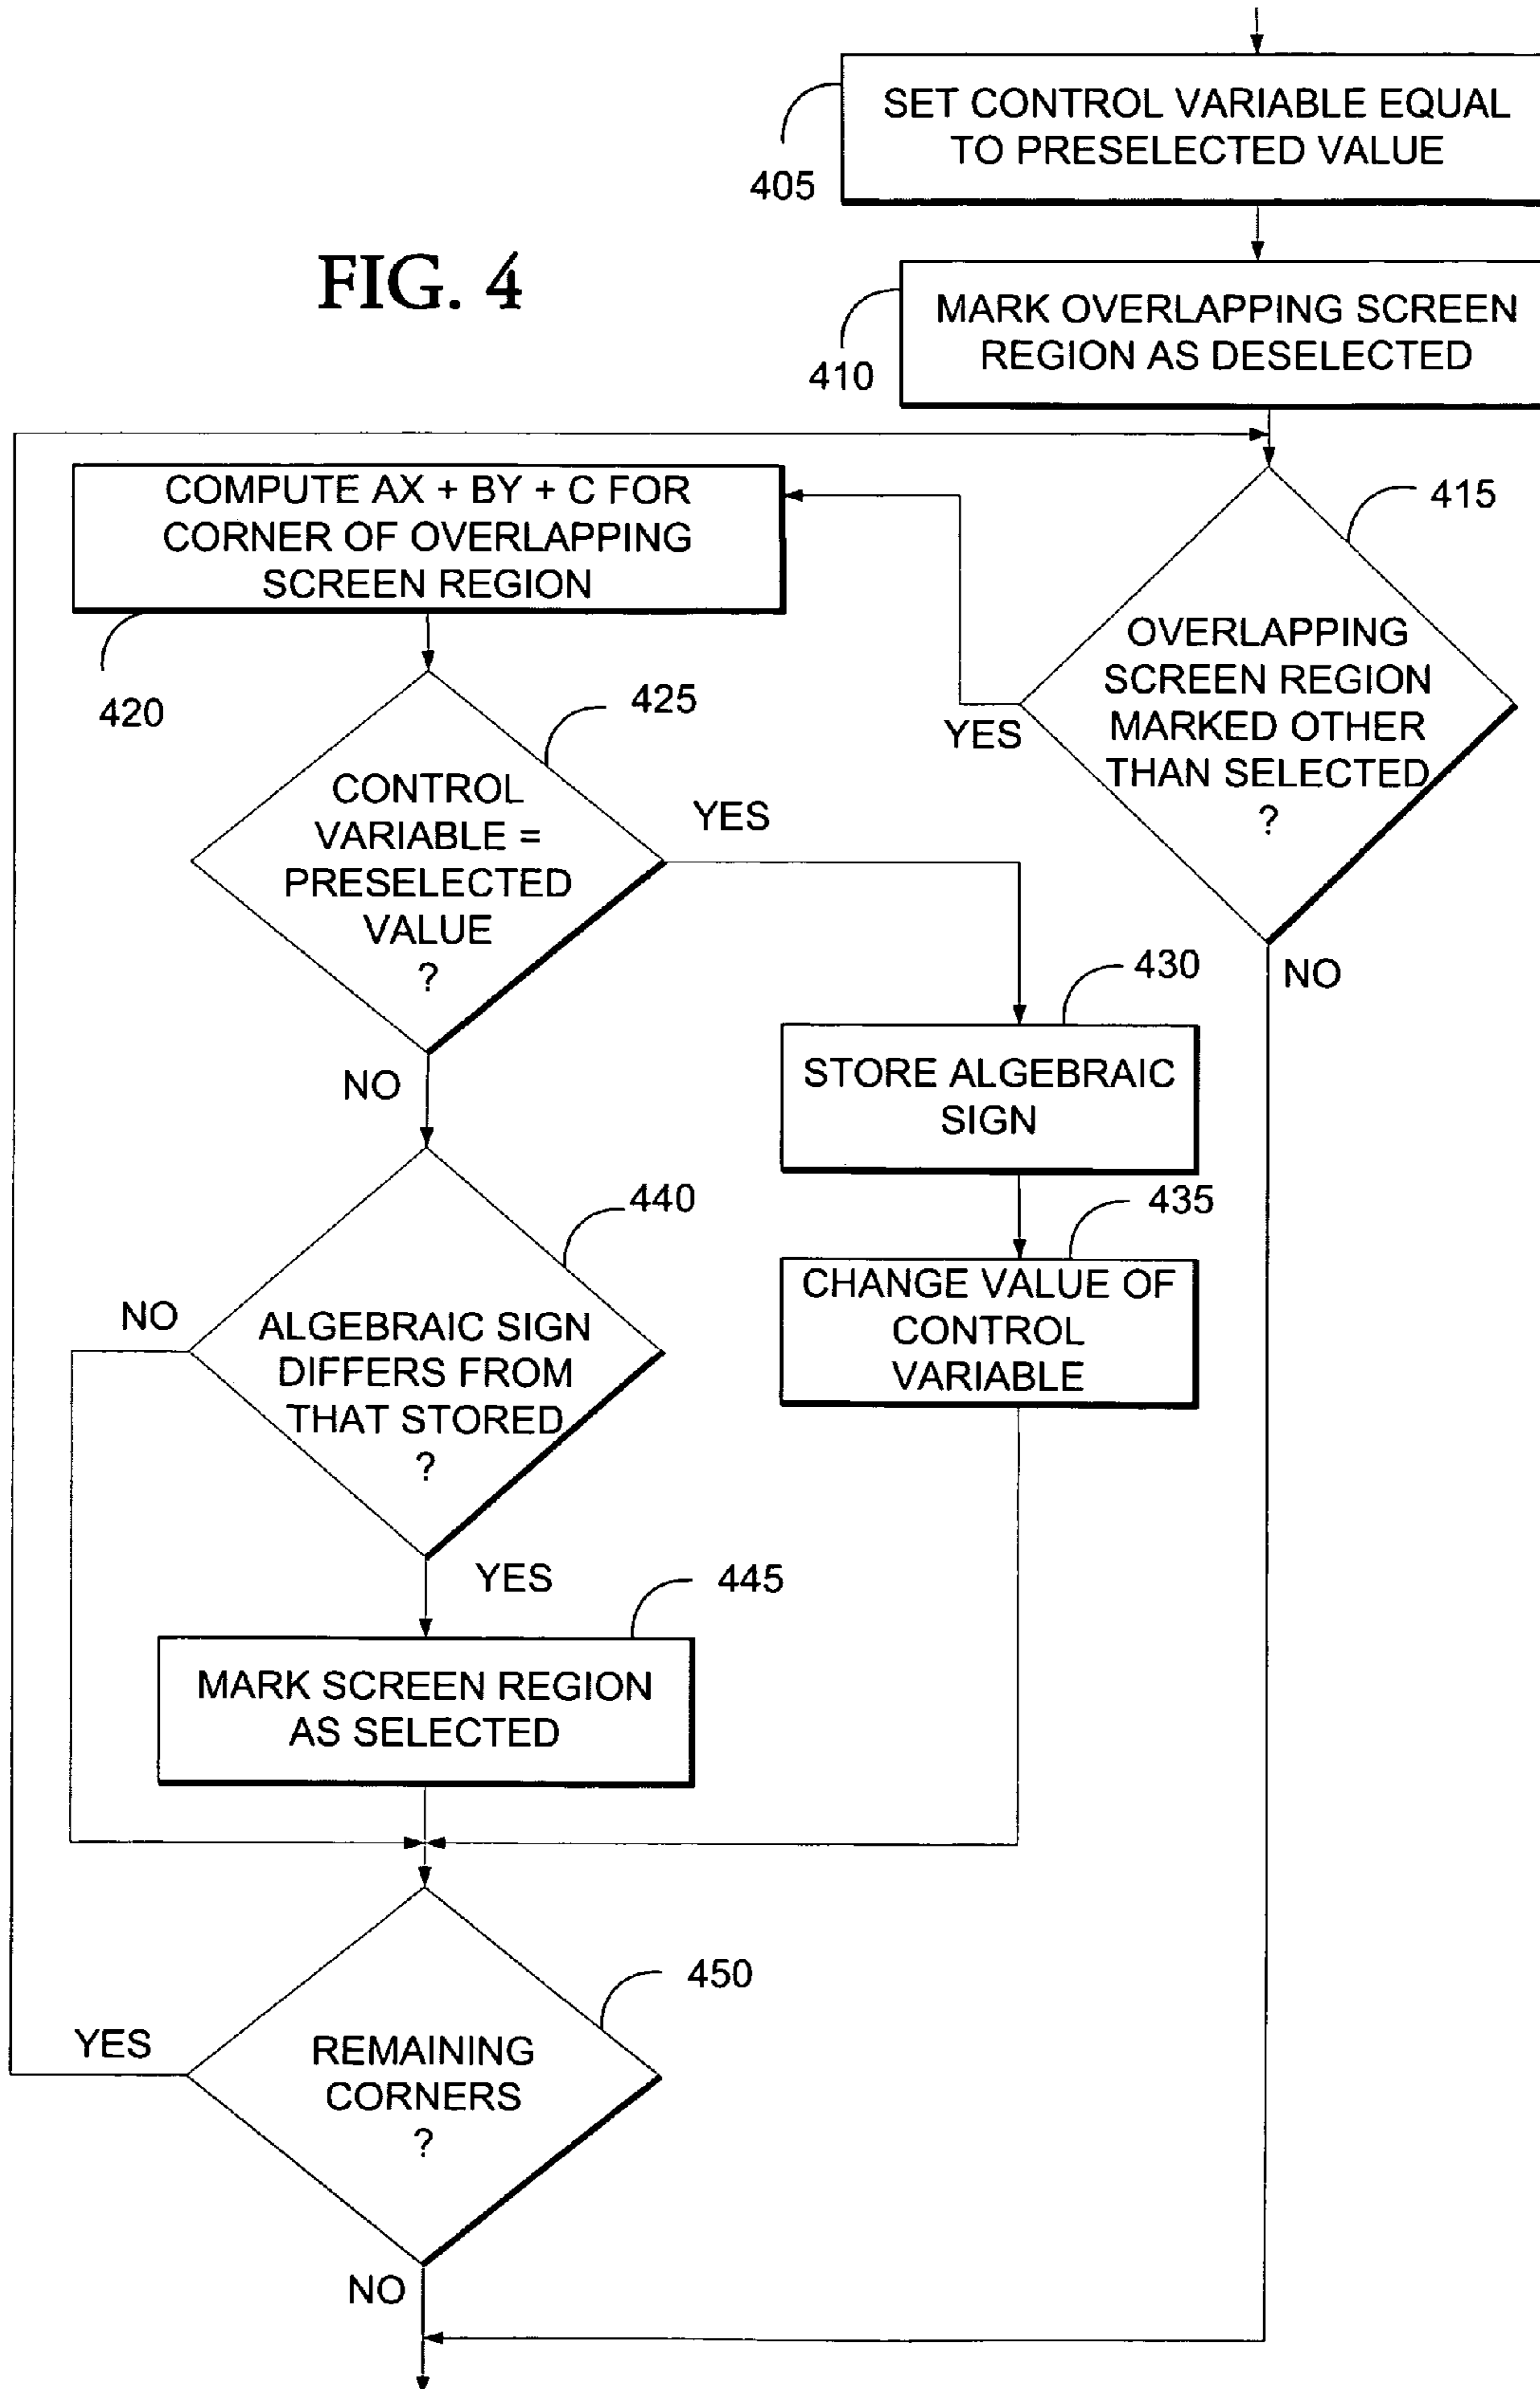 SET CONTROL VARIABLE EQUAL
TO PRESELECTED VALUE
405
FIG. 4
MARK OVERLAPPING SCREEN
REGION AS DESELECTED
410
COMPUTE AX + BY + C FOR
CORNER OF OVERLAPPING
SCREEN REGION
420
415
OVERLAPPING
SCREEN REGION
MARKED OTHER
THAN SELECTED
?
YES
NO
425
CONTROL
VARIABLE =
PRESELECTED
VALUE
?
YES
NO
430
STORE ALGEBRAIC
SIGN
435
CHANGE VALUE OF
CONTROL
VARIABLE
440
ALGEBRAIC SIGN
DIFFERS FROM
THAT STORED
?
NO
YES
445
MARK SCREEN REGION
AS SELECTED
450
REMAINING
CORNERS
?
YES
NO